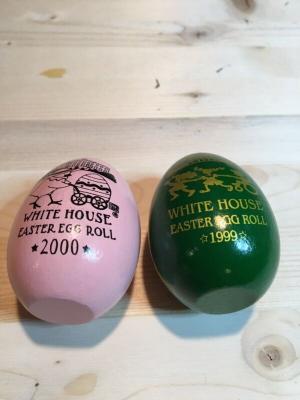 WHITE HOUSE
EASTER EGG ROLL
★2000★
WHITE HOUSE
EASTER EGG ROLL
☆1999☆